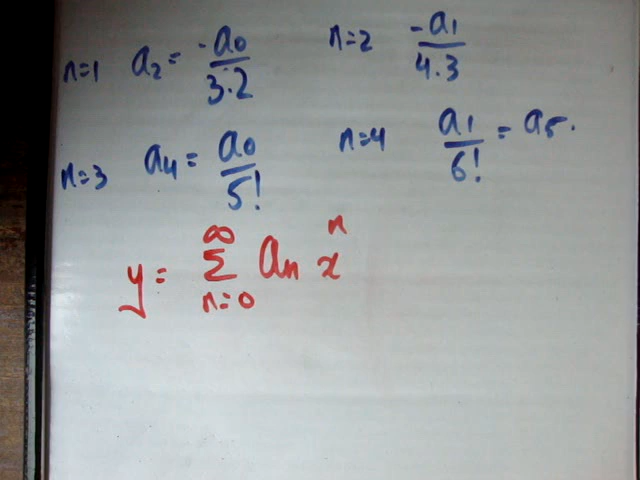 n=1 a₂ = -a₀/3·2 n=2 -a₁/4·3
n=3 a₄ = a₀/5! n=4 a₁/6! = a₅.
y = ∑_{n=0}^{∞} aₙ xⁿ